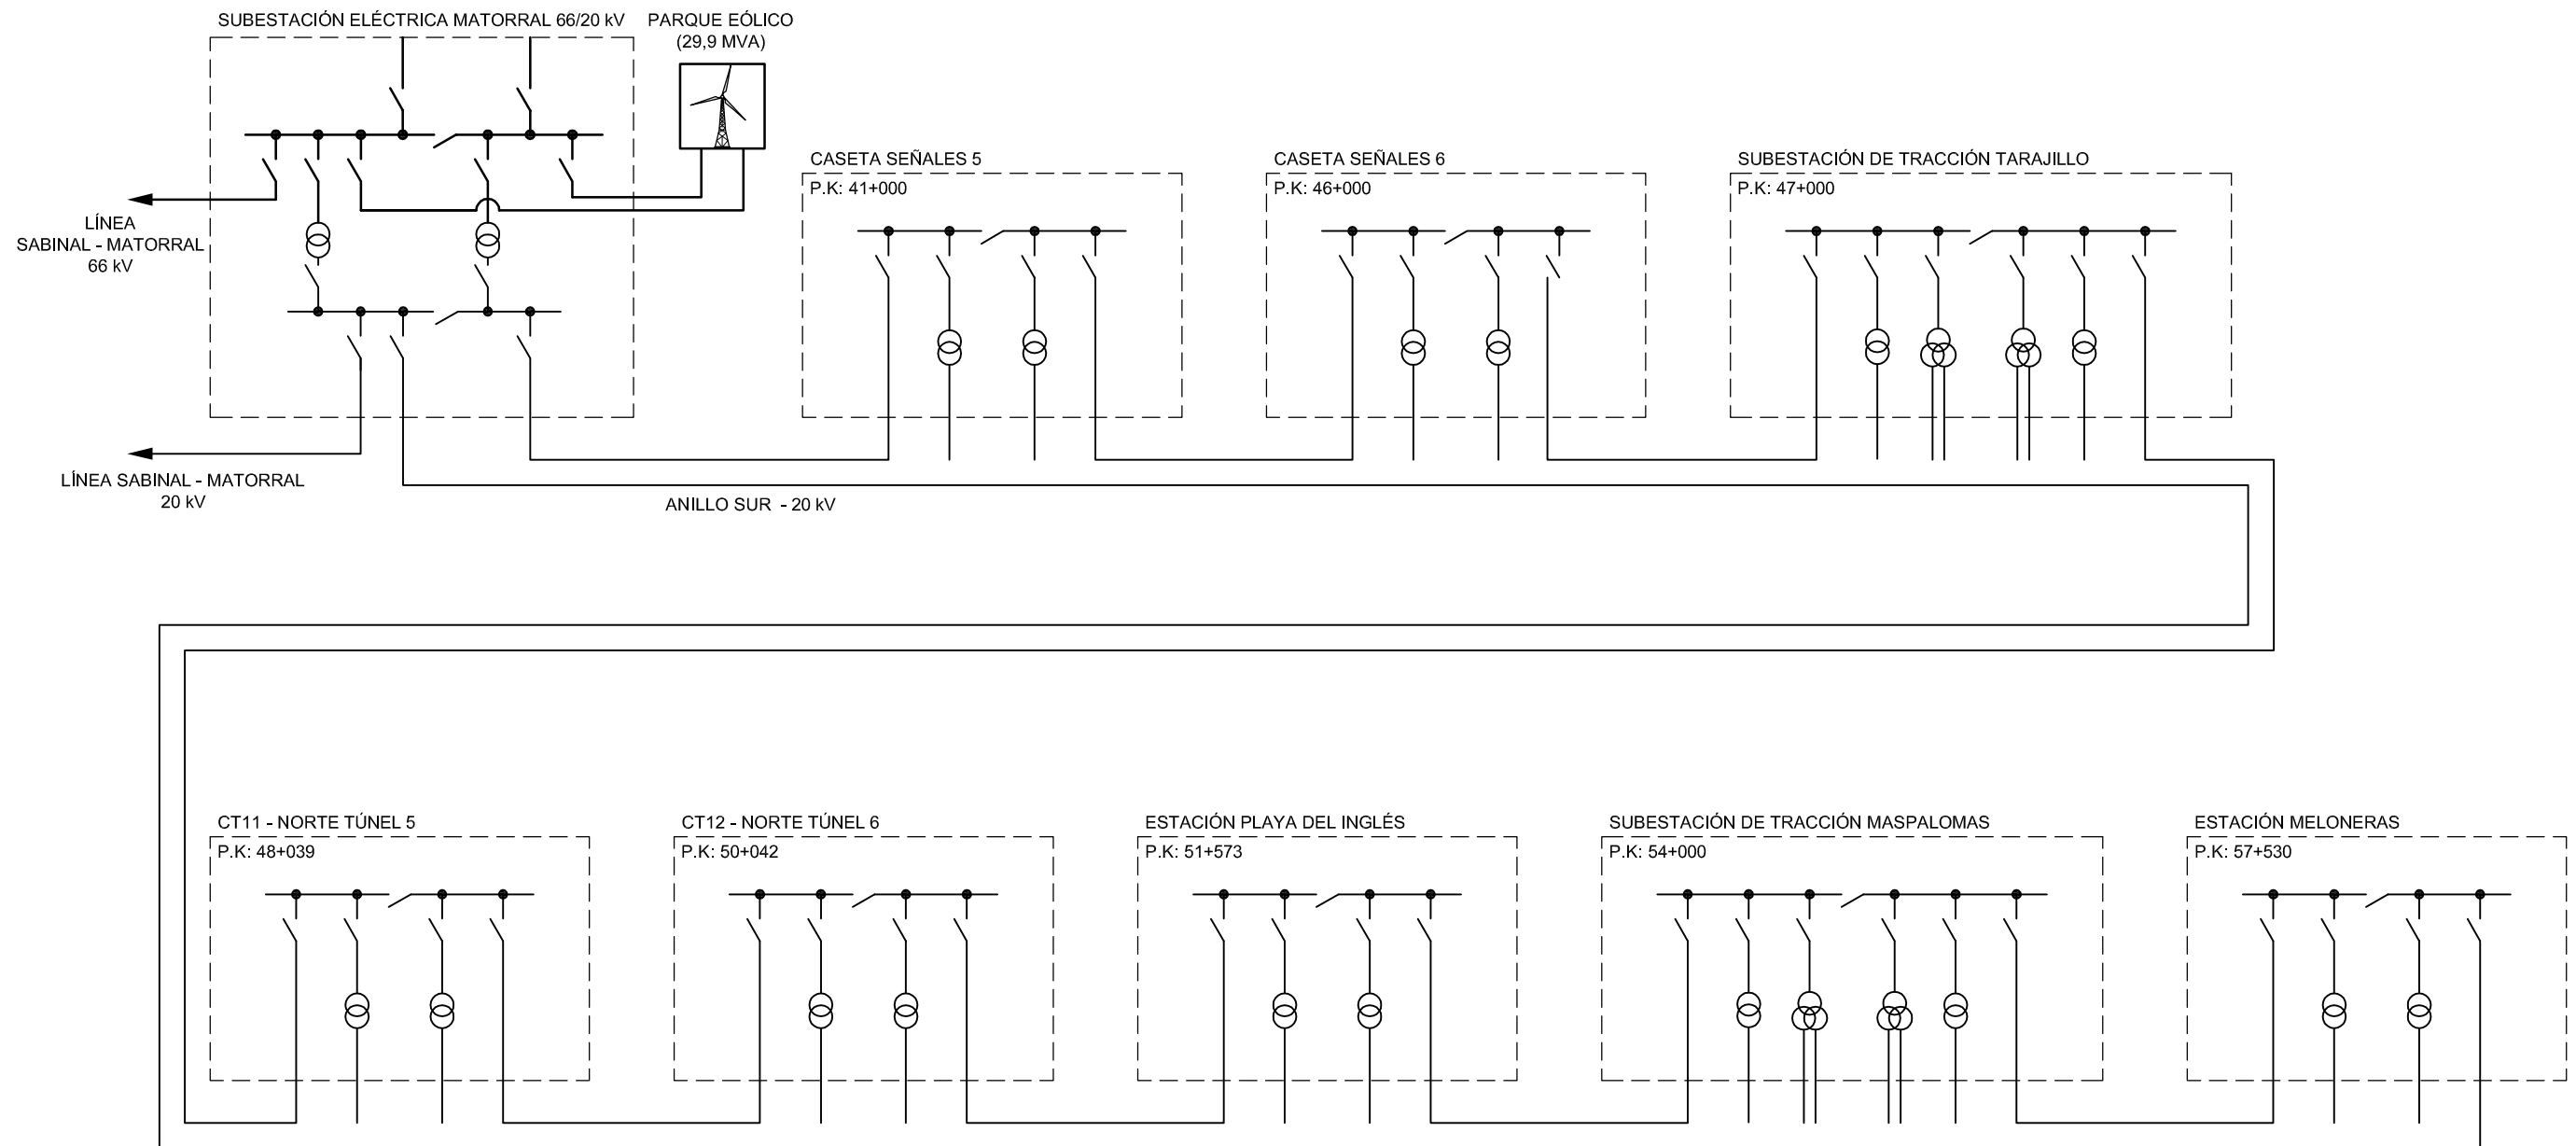 SUBESTACIÓN ELÉCTRICA MATORRAL 66/20 kV
PARQUE EÓLICO
(29,9 MVA)
LÍNEA
SABINAL - MATORRAL
66 kV
CASETA SEÑALES 5
P.K: 41+000
CASETA SEÑALES 6
P.K: 46+000
SUBESTACIÓN DE TRACCIÓN TARAJILLO
P.K: 47+000
LÍNEA SABINAL - MATORRAL
20 kV
ANILLO SUR - 20 kV
CT11 - NORTE TÚNEL 5
P.K: 48+039
CT12 - NORTE TÚNEL 6
P.K: 50+042
ESTACIÓN PLAYA DEL INGLÉS
P.K: 51+573
SUBESTACIÓN DE TRACCIÓN MASPALOMAS
P.K: 54+000
ESTACIÓN MELONERAS
P.K: 57+530